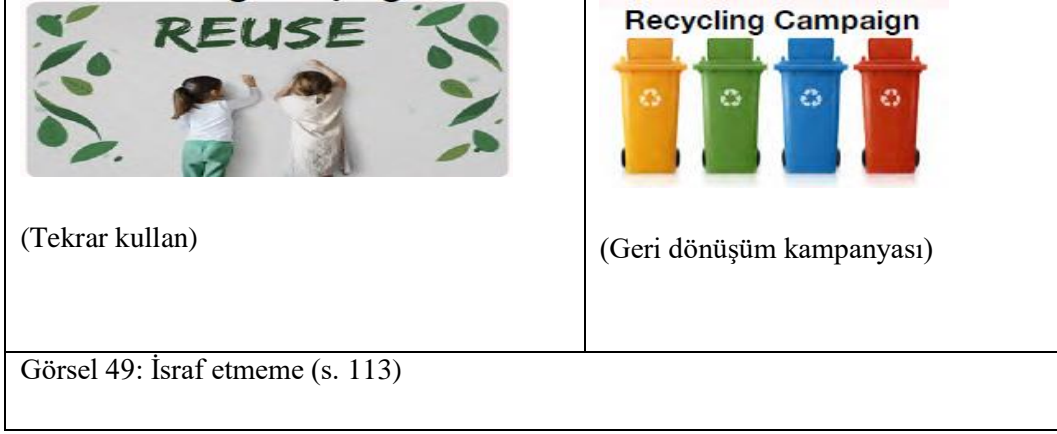 REUSE
(Tekrar kullan)
Recycling Campaign
(Geri dönüşüm kampanyası)
Görsel 49: İsraf etmeme (s. 113)